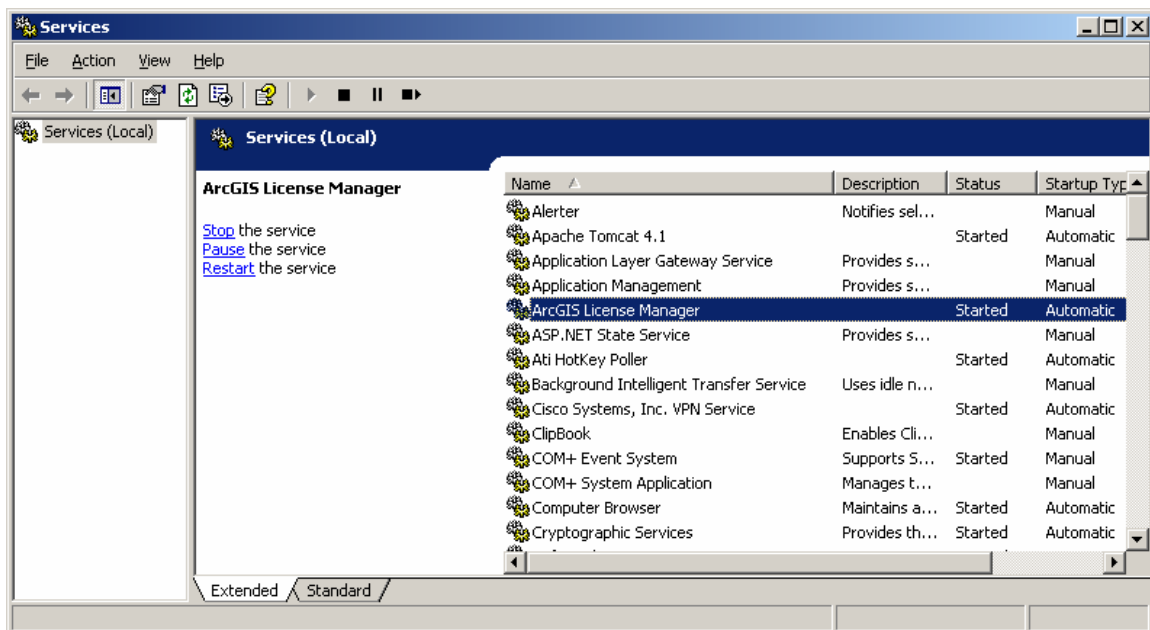 Services
File Action View Help
Services (Local)
Services (Local)
ArcGIS License Manager
Stop the service
Pause the service
Restart the service
Name Description Status Startup Typ
Alerter Notifies sel... Manual
Apache Tomcat 4.1 Started Automatic
Application Layer Gateway Service Provides s... Manual
Application Management Provides s... Manual
ArcGIS License Manager Started Automatic
ASP.NET State Service Provides s... Manual
Ati HotKey Poller Started Automatic
Background Intelligent Transfer Service Uses idle n... Manual
Cisco Systems, Inc. VPN Service Started Automatic
ClipBook Enables Cli... Manual
COM+ Event System Supports S... Started Manual
COM+ System Application Manages t... Manual
Computer Browser Maintains a... Started Automatic
Cryptographic Services Provides th... Started Automatic
Extended Standard